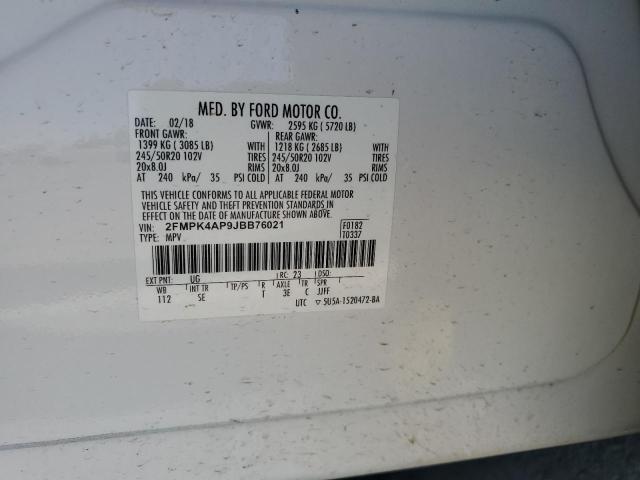 MFD. BY FORD MOTOR CO.
DATE: 02/18 GVWR: 2595 KG ( 5720 LB)
FRONT GAWR: REAR GAWR:
1399 KG ( 3085 LB) WITH 1218 KG ( 2685 LB) WITH
245/50R20 102V TIRES 245/50R20 102V TIRES
20x8.0J RIMS 20x8.0J RIMS
AT 240 kPa/ 35 PSI COLD AT 240 kPa/ 35 PSI COLD
THIS VEHICLE CONFORMS TO ALL APPLICABLE FEDERAL MOTOR
VEHICLE SAFETY AND THEFT PREVENTION STANDARDS IN
EFFECT ON THE DATE OF MANUFACTURE SHOWN ABOVE.
VIN: 2FMPK4AP9JBB76021 F0182
TYPE: MPV T0337
EXT PNT: UG RC: 23 DSO:
WB INT TR TP/PS R AXLE TR SPR
112 SE T 3E C JJFF
UTC ▽ 5U5A-1520472-BA